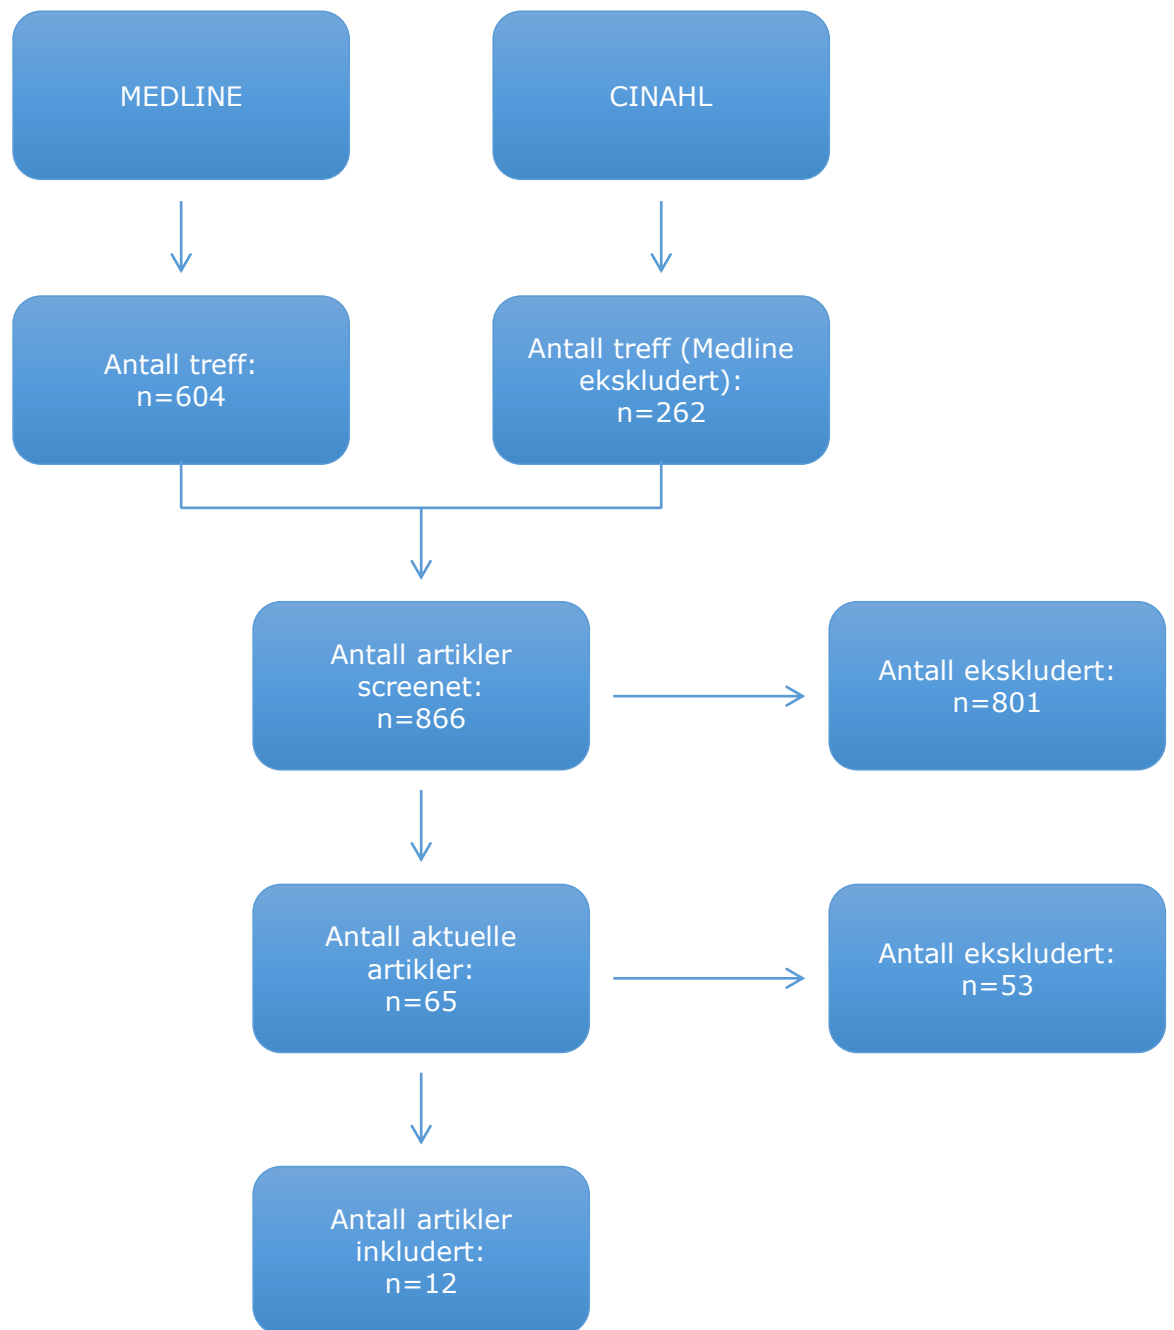 MEDLINE
CINAHL
Antall treff:
n=604
Antall treff (Medline
ekskludert):
n=262
Antall artikler
screenet:
n=866
Antall ekskludert:
n=801
Antall aktuelle
artikler:
n=65
Antall ekskludert:
n=53
Antall artikler
inkludert:
n=12